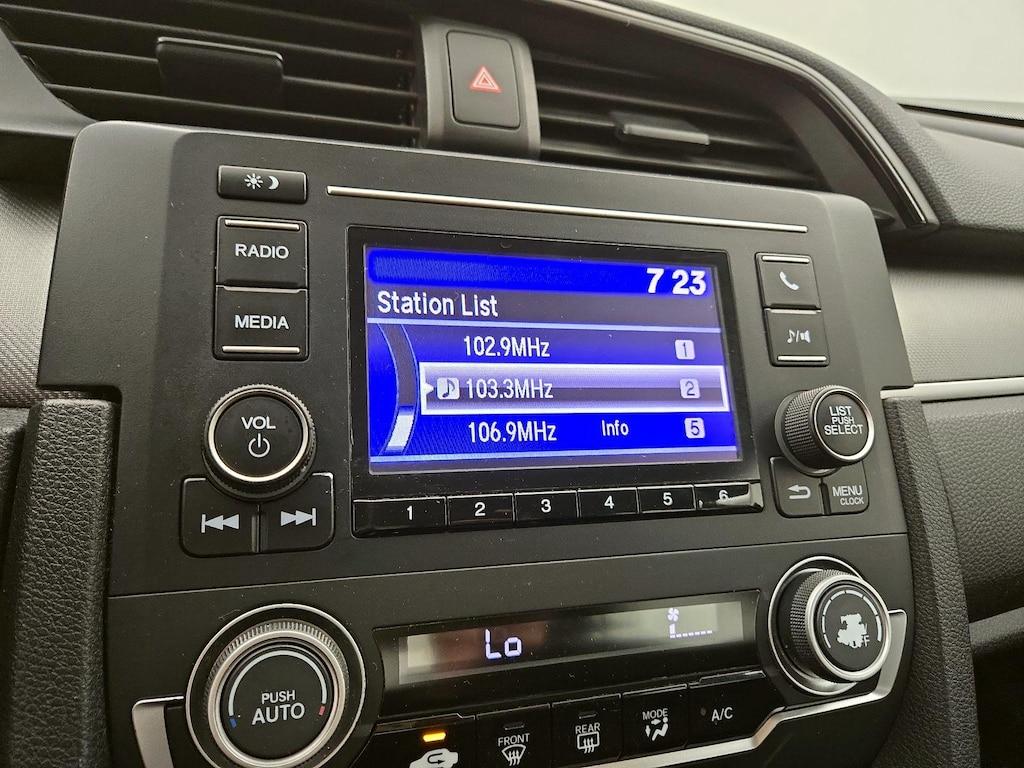 RADIO
MEDIA
VOL
7 23
Station List
102.9MHz 1
103.3MHz 2
106.9MHz Info 5
LIST
PUSH
SELECT
MENU
CLOCK
1 2 3 4 5 6
Lo
PUSH
AUTO
FRONT
REAR
MODE
A/C